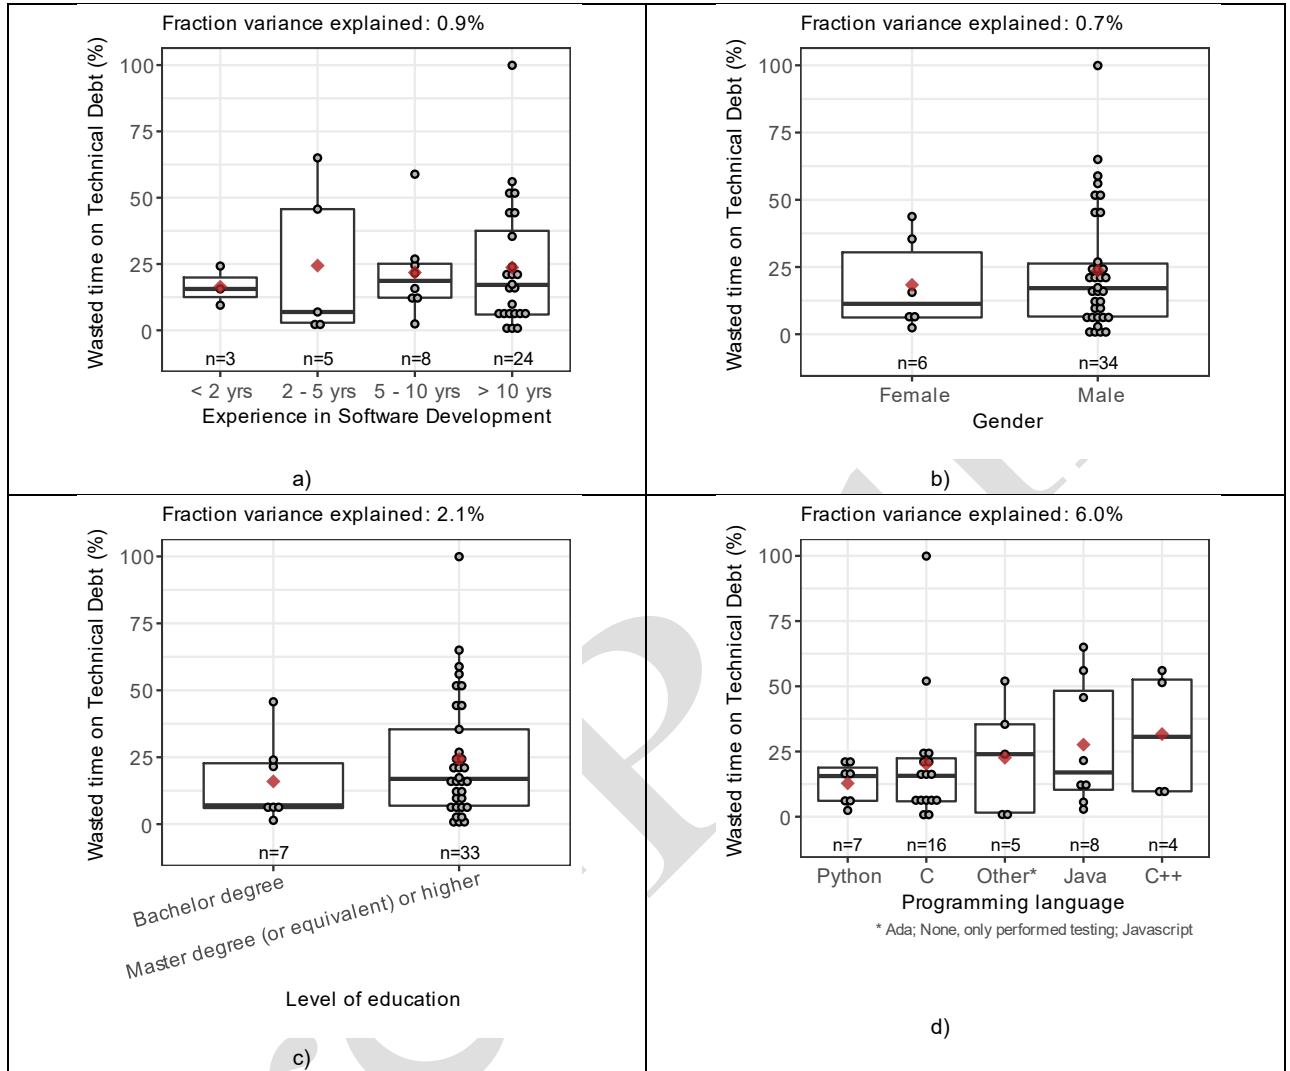 Fraction variance explained: 0.9%
Wasted time on Technical Debt (%)
100
75
50
25
0
n=3 n=5 n=8 n=24
< 2 yrs 2 - 5 yrs 5 - 10 yrs > 10 yrs
Experience in Software Development
a)
Fraction variance explained: 0.7%
Wasted time on Technical Debt (%)
100
75
50
25
0
n=6 n=34
Female Male
Gender
b)
Fraction variance explained: 2.1%
Wasted time on Technical Debt (%)
100
75
50
25
0
n=7 n=33
Bachelor degree
Master degree (or equivalent) or higher
Level of education
c)
Fraction variance explained: 6.0%
Wasted time on Technical Debt (%)
100
75
50
25
0
n=7 n=16 n=5 n=8 n=4
Python C Other* Java C++
Programming language
* Ada; None, only performed testing; Javascript
d)